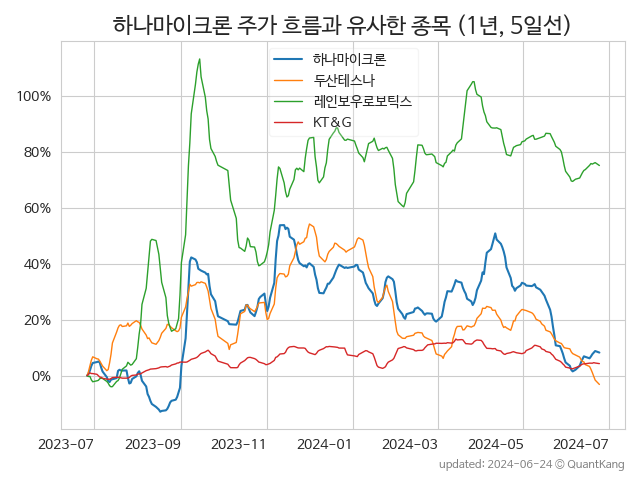 하나마이크론 주가 흐름과 유사한 종목 (1년, 5일선)
하나마이크론
두산테스나
레인보우로보틱스
KT&G
100%
80%
60%
40%
20%
0%
2023-07 2023-09 2023-11 2024-01 2024-03 2024-05 2024-07
updated: 2024-06-24 © QuantKang